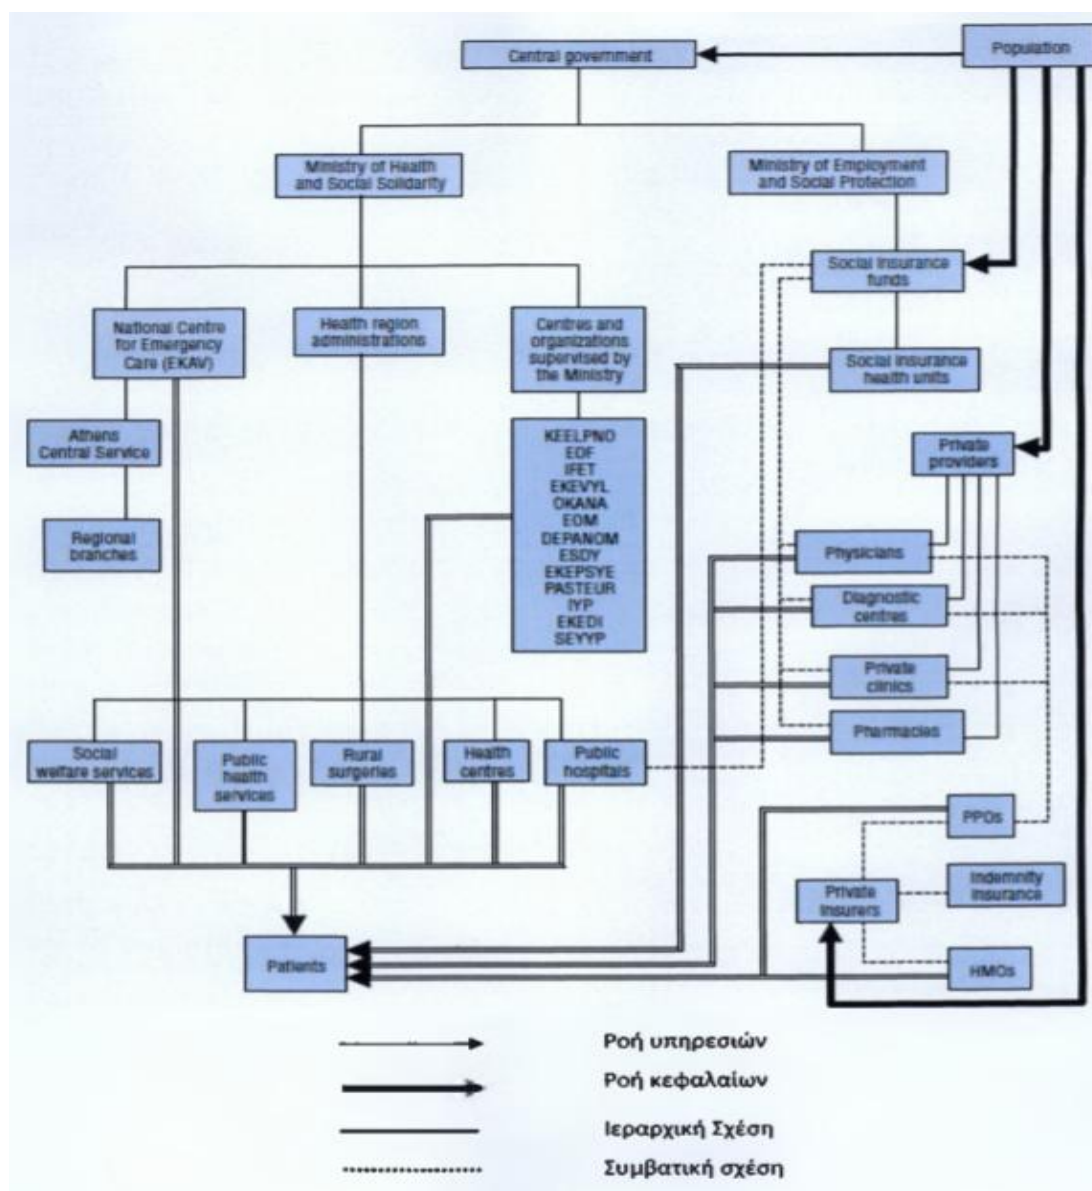 Central government
Population
Ministry of Health
and Social Solidarity
Ministry of Employment
and Social Protection
Social insurance
funds
National Centre
for Emergency
Care (EKAV)
Health region
administrations
Centres and
organizations
supervised by
the Ministry
Social insurance
health units
Athens
Central Service
KEELPNO
EDF
IFET
EKEVYL
OKANA
EOM
DEPANOM
ESDY
EKEPSYE
PASTEUR
IYP
EKEDI
SEYYP
Private
providers
Regional
branches
Physicians
Diagnostic
centres
Private
clinics
Pharmacies
Social
welfare services
Public
health
services
Rural
surgeries
Health
centres
Public
hospitals
PPOs
Private
insurers
Indemnity
insurance
Patients
HMOs
Ροή υπηρεσιών
Ροή κεφαλαίων
Ιεραρχική Σχέση
Συμβατική σχέση